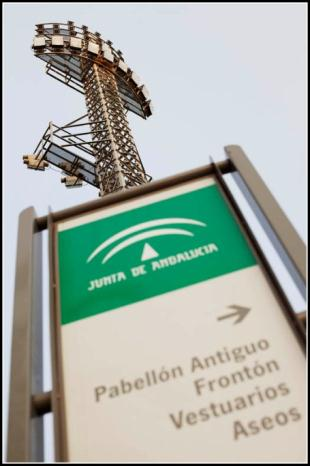 JUNTA DE ANDALUCIA
Pabellón Antiguo
Frontón
Vestuarios
Aseos